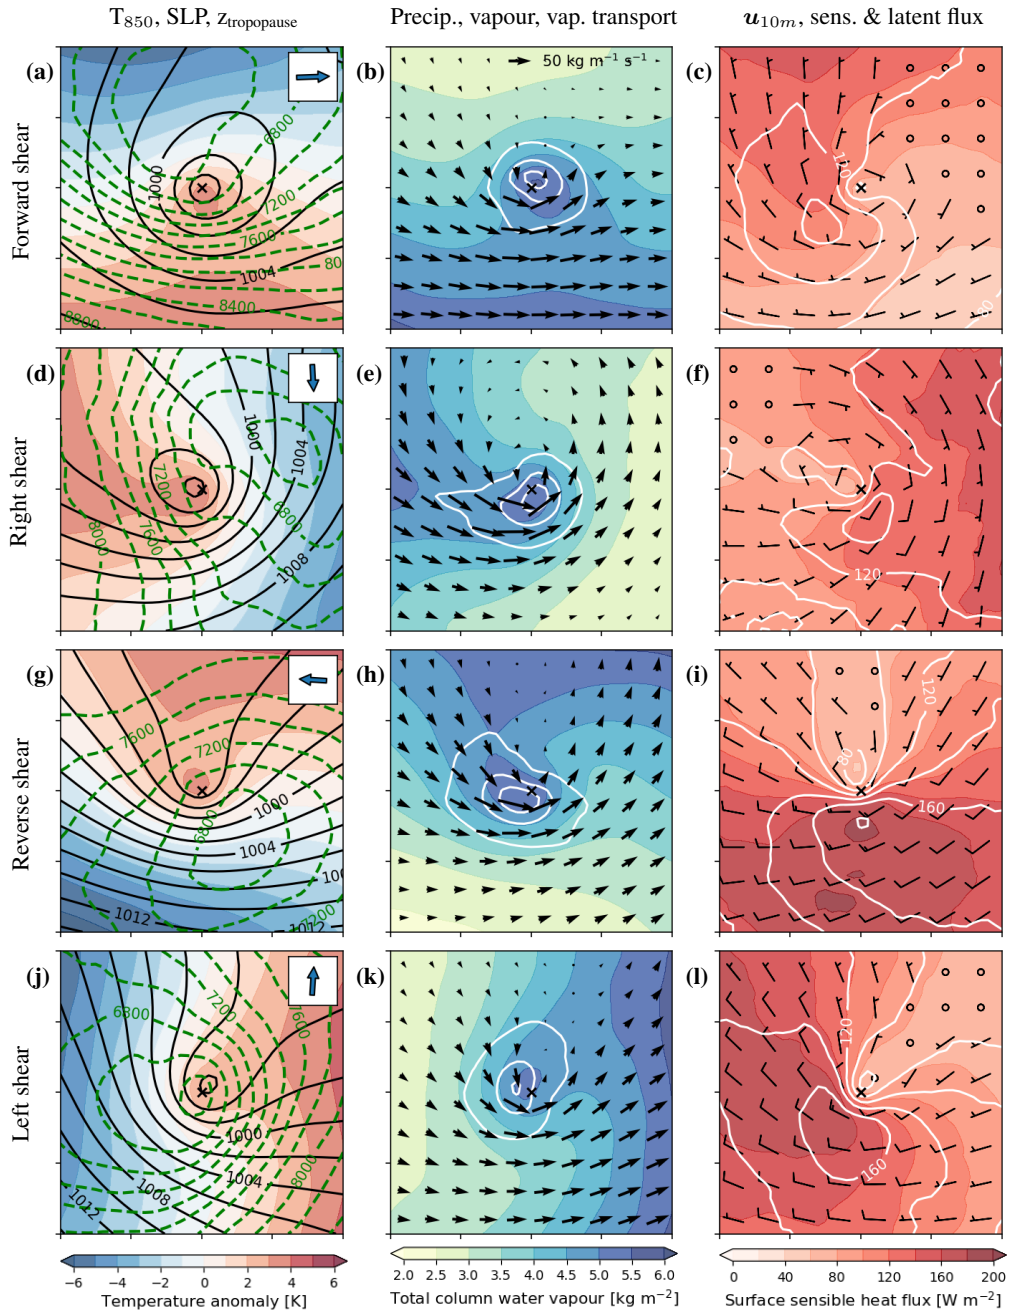 T850, SLP, ztropopause
Precip., vapour, vap. transport
u10m, sens. & latent flux
Forward shear
(a)
6800
1000
7200
7600
80
1004
8400
8800
(b)
50 kg m−1 s−1
(c)
120
80
Right shear
(d)
1000
1004
7200
6800
8000
7600
1008
(e)
(f)
120
Reverse shear
(g)
7600
7200
1000
6800
1004
100
7200
1012
1012
(h)
(i)
120
80
160
Left shear
(j)
6800
7200
7600
1000
1004
8000
1008
1012
(k)
(l)
120
160
−6 −4 −2 0 2 4 6
Temperature anomaly [K]
2.0 2.5 3.0 3.5 4.0 4.5 5.0 5.5 6.0
Total column water vapour [kg m−2]
0 40 80 120 160 200
Surface sensible heat flux [W m−2]